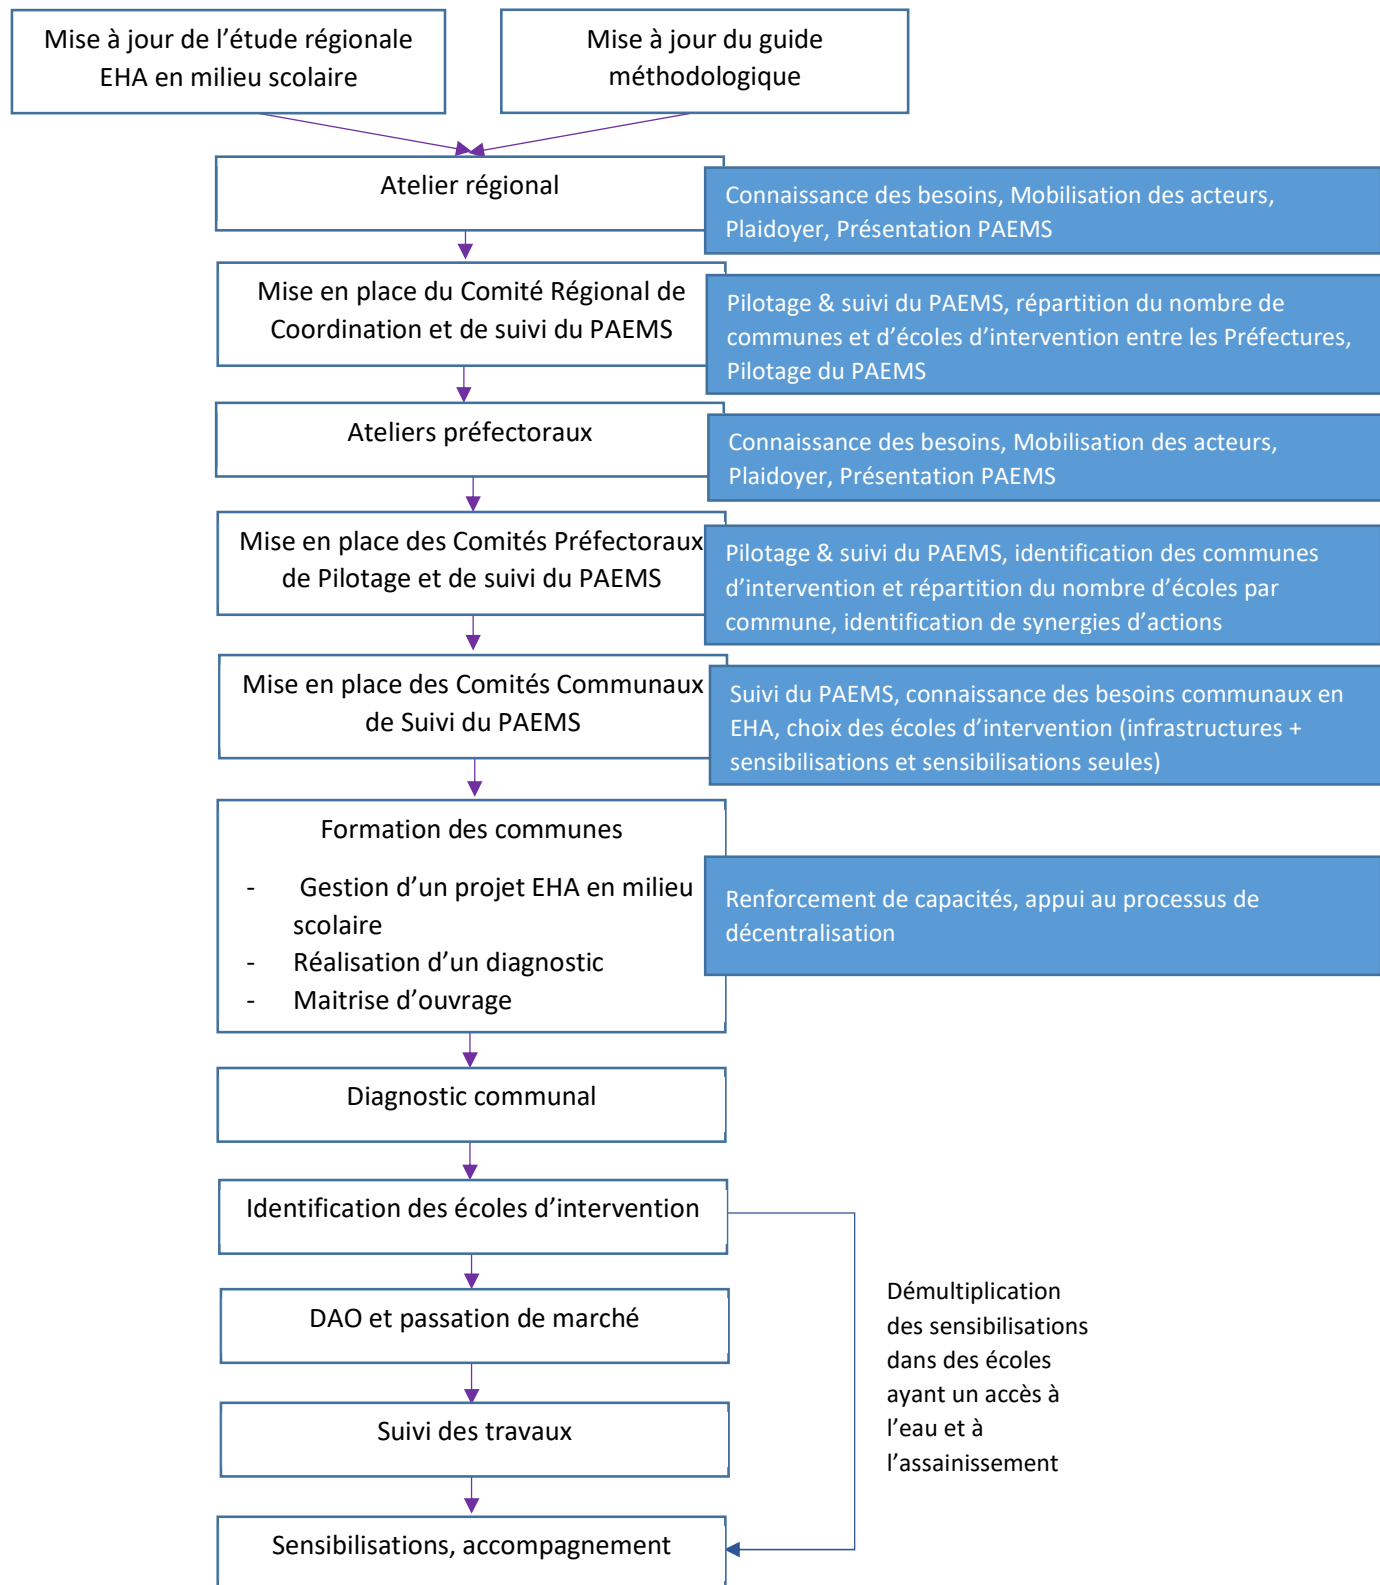 Mise à jour de l’étude régionale
EHA en milieu scolaire
Mise à jour du guide
méthodologique
Atelier régional
Connaissance des besoins, Mobilisation des acteurs,
Plaidoyer, Présentation PAEMS
Mise en place du Comité Régional de
Coordination et de suivi du PAEMS
Pilotage & suivi du PAEMS, répartition du nombre de
communes et d’écoles d’intervention entre les Préfectures,
Pilotage du PAEMS
Ateliers préfectoraux
Connaissance des besoins, Mobilisation des acteurs,
Plaidoyer, Présentation PAEMS
Mise en place des Comités Préfectoraux
de Pilotage et de suivi du PAEMS
Pilotage & suivi du PAEMS, identification des communes
d’intervention et répartition du nombre d’écoles par
commune, identification de synergies d’actions
Mise en place des Comités Communaux
de Suivi du PAEMS
Suivi du PAEMS, connaissance des besoins communaux en
EHA, choix des écoles d’intervention (infrastructures +
sensibilisations et sensibilisations seules)
Formation des communes
- Gestion d’un projet EHA en milieu
scolaire
- Réalisation d’un diagnostic
- Maitrise d’ouvrage
Renforcement de capacités, appui au processus de
décentralisation
Diagnostic communal
Identification des écoles d’intervention
DAO et passation de marché
Suivi des travaux
Sensibilisations, accompagnement
Démultiplication
des sensibilisations
dans des écoles
ayant un accès à
l’eau et à
l’assainissement